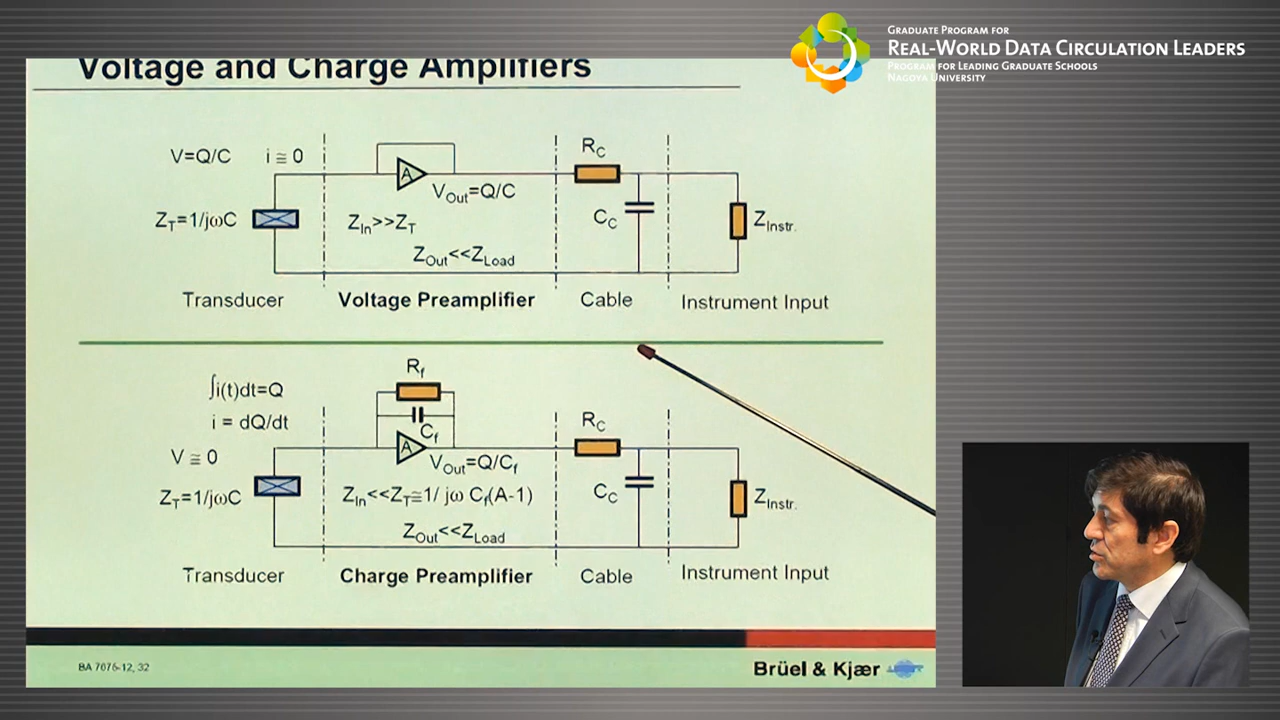 GRADUATE PROGRAM FOR
REAL-WORLD DATA CIRCULATION LEADERS
PROGRAM FOR LEADING GRADUATE SCHOOLS
NAGOYA UNIVERSITY
Voltage and Charge Amplifiers
V=Q/C i≅0
A
R_C
V_Out=Q/C
Z_T=1/jωC
Z_In>>Z_T
C_C
Z_Instr.
Z_Out<<Z_Load
Transducer
Voltage Preamplifier
Cable
Instrument Input
R_f
∫i(t)dt=Q
i = dQ/dt
C_f
R_C
A
V≅0
V_Out=Q/C_f
Z_T=1/jωC
Z_In<<Z_T≅1/ jω C_f(A-1)
C_C
Z_Instr.
Z_Out<<Z_Load
Transducer
Charge Preamplifier
Cable
Instrument Input
BA 7676-12, 32
Brüel & Kjær